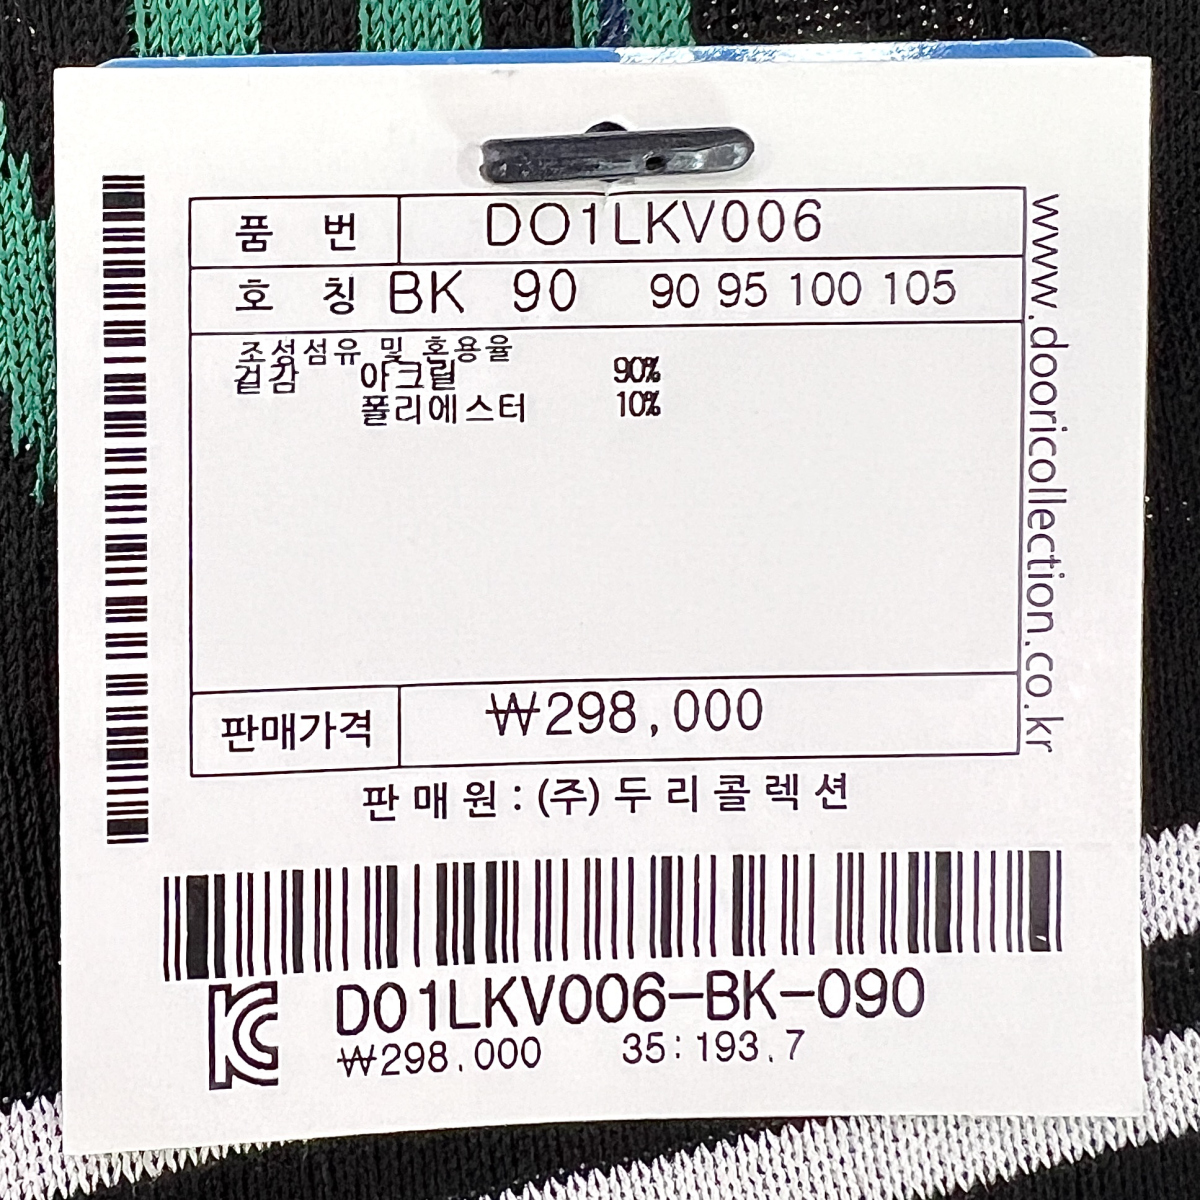 품 번 DO1LKV006
호 칭 BK 90 90 95 100 105
조성섬유 및 혼용율
겉감 아크릴 90%
폴리에스터 10%
판매가격 ₩298,000
판매원 : (주) 두리콜렉션
www.dooricollection.co.kr
DO1LKV006-BK-090
₩298,000 35:193.7
KC